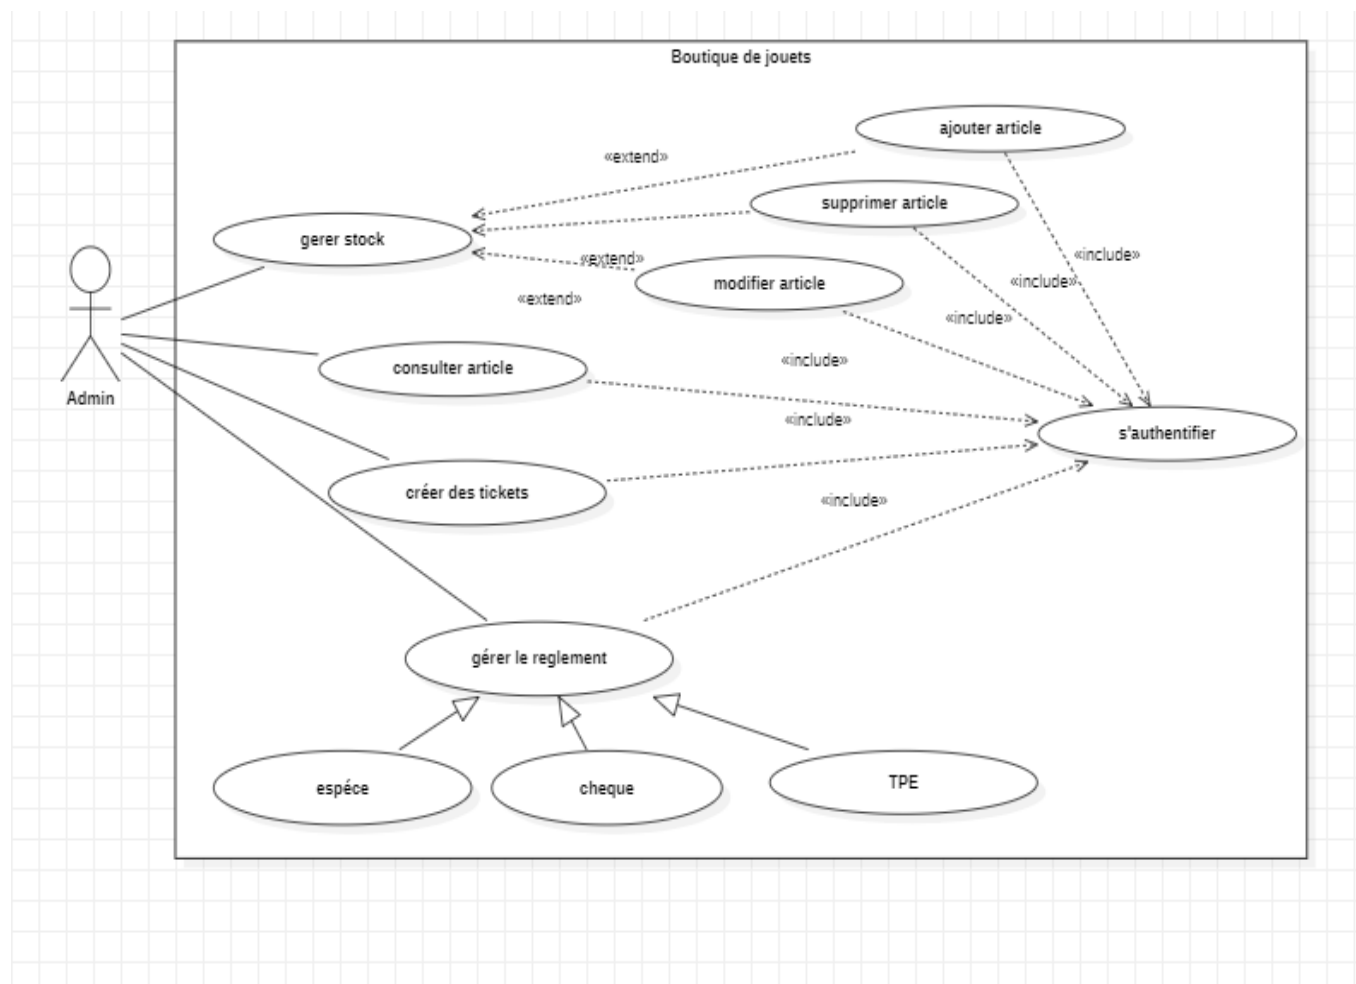 Boutique de jouets
ajouter article
«extend»
supprimer article
gerer stock
«include»
«extend»
modifier article
«include»
«extend»
«include»
consulter article
«include»
Admin
«include»
s'authentifier
créer des tickets
«include»
gérer le reglement
espéce
cheque
TPE